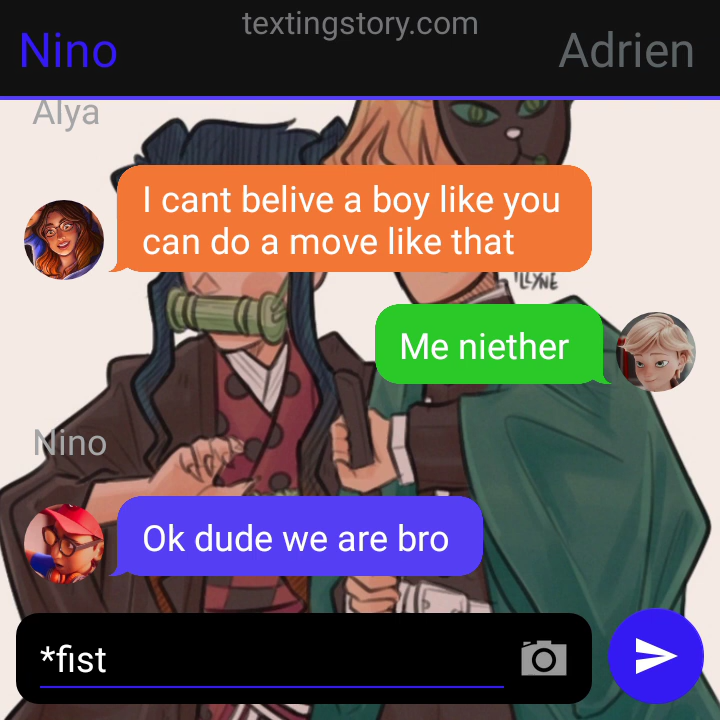 textingstory.com
Nino
Adrien
Alya
I cant belive a boy like you
can do a move like that
Me niether
Nino
Ok dude we are bro
*fist